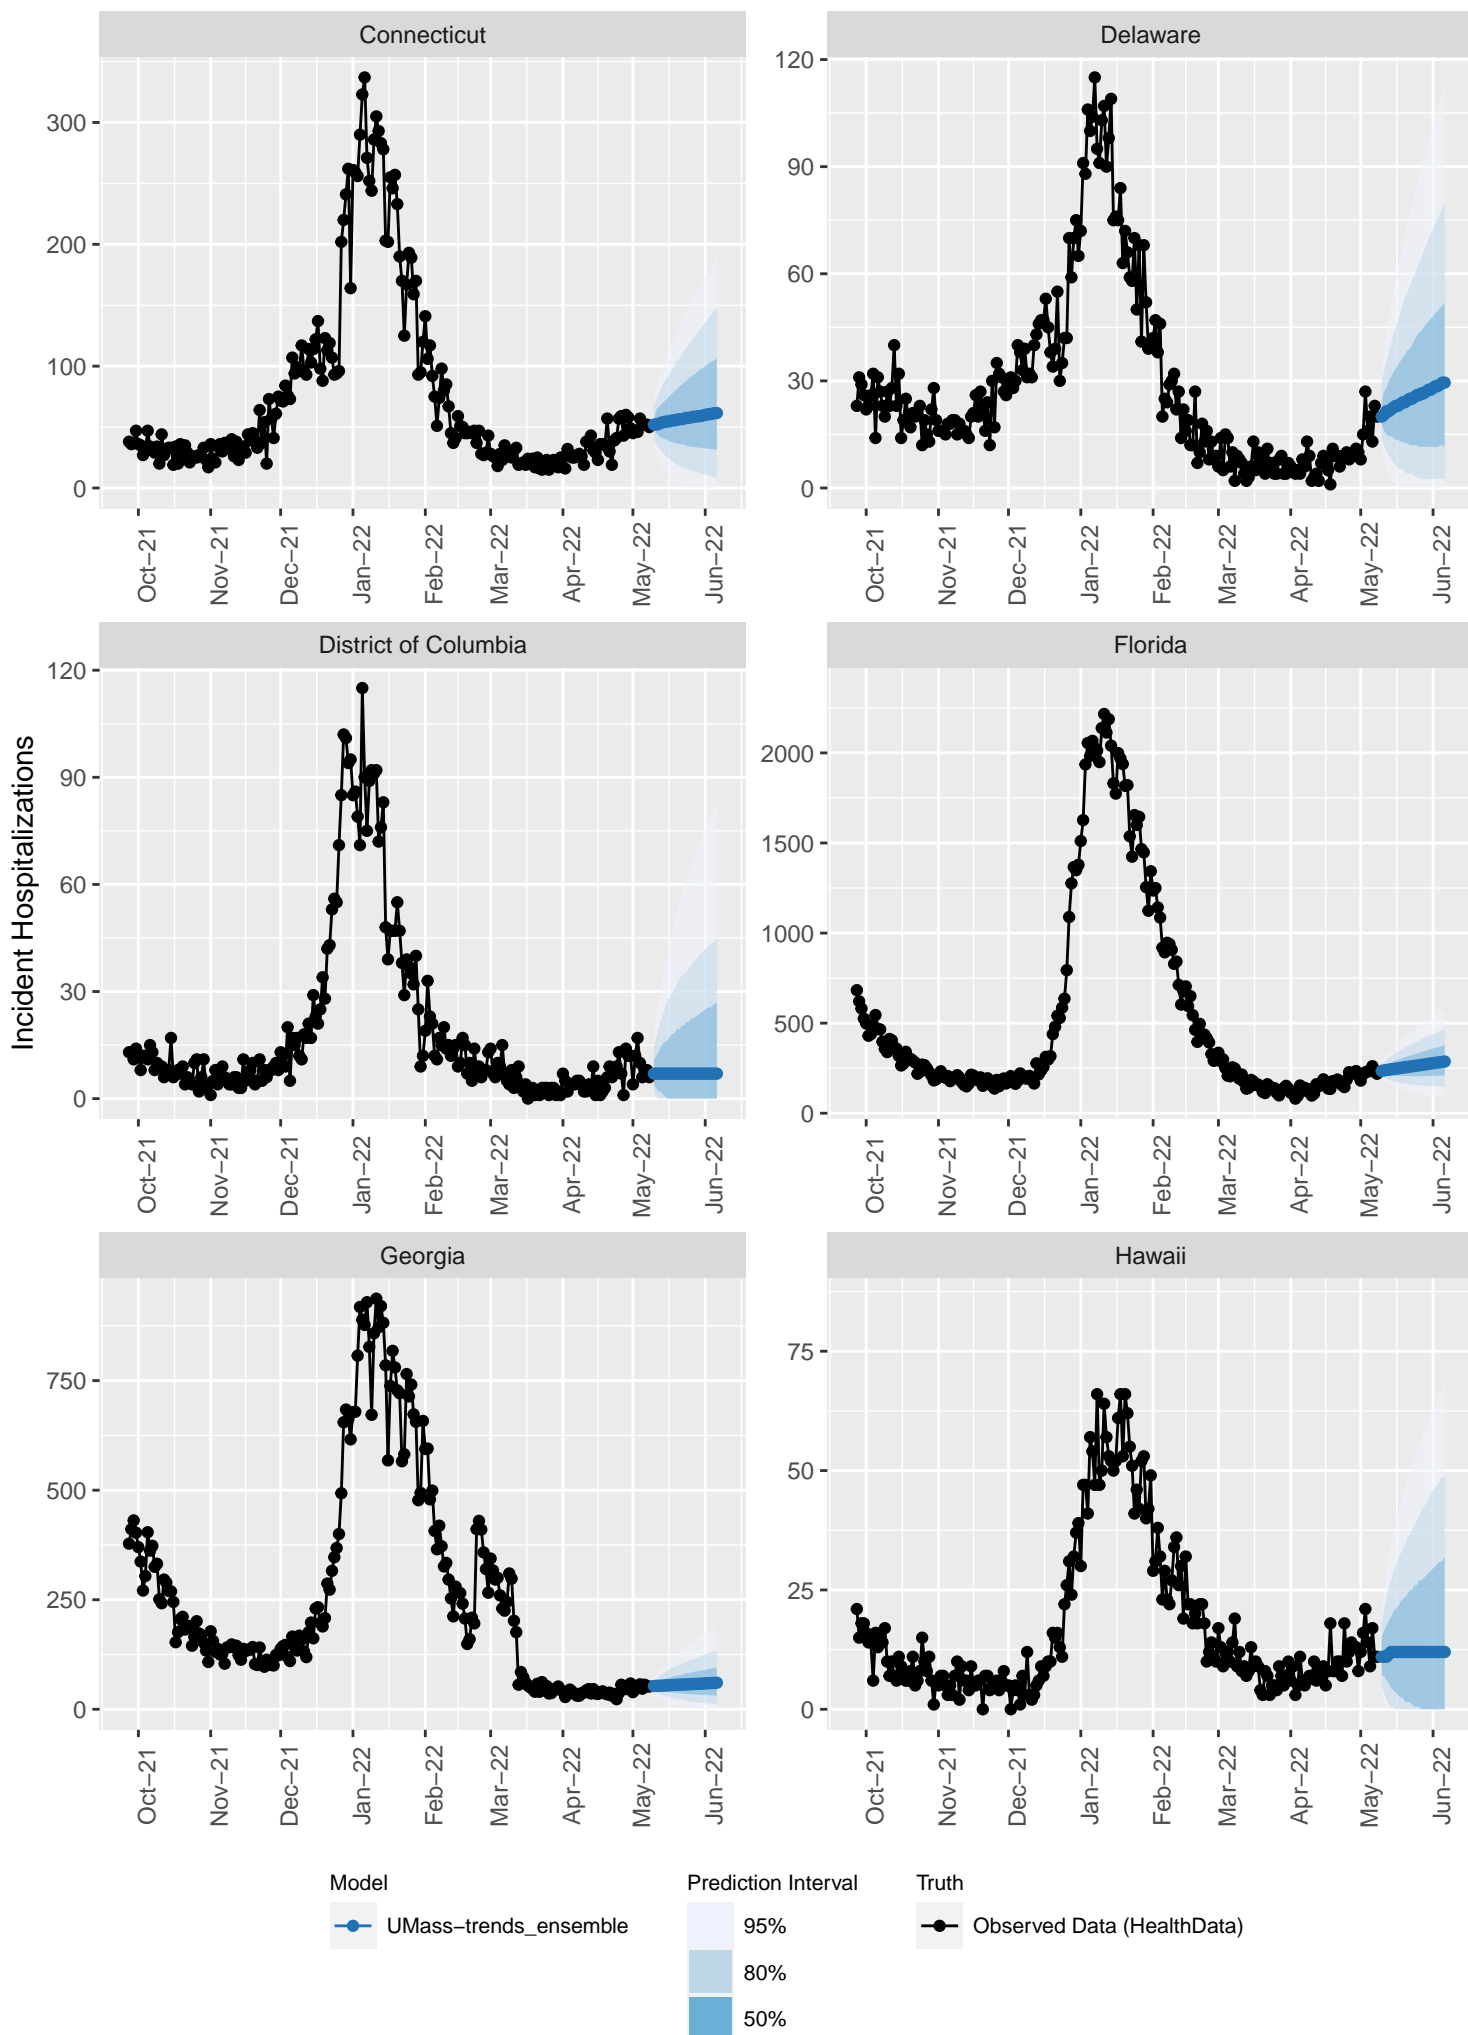 Connecticut
Delaware
300
200
100
0
120
90
60
30
0
Oct−21
Nov−21
Dec−21
Jan−22
Feb−22
Mar−22
Apr−22
May−22
Jun−22
Oct−21
Nov−21
Dec−21
Jan−22
Feb−22
Mar−22
Apr−22
May−22
Jun−22
Incident Hospitalizations
District of Columbia
Florida
120
90
60
30
0
2000
1500
1000
500
0
Oct−21
Nov−21
Dec−21
Jan−22
Feb−22
Mar−22
Apr−22
May−22
Jun−22
Oct−21
Nov−21
Dec−21
Jan−22
Feb−22
Mar−22
Apr−22
May−22
Jun−22
Georgia
Hawaii
750
500
250
0
75
50
25
0
Oct−21
Nov−21
Dec−21
Jan−22
Feb−22
Mar−22
Apr−22
May−22
Jun−22
Oct−21
Nov−21
Dec−21
Jan−22
Feb−22
Mar−22
Apr−22
May−22
Jun−22
Model
UMass−trends_ensemble
Prediction Interval
95%
80%
50%
Truth
Observed Data (HealthData)